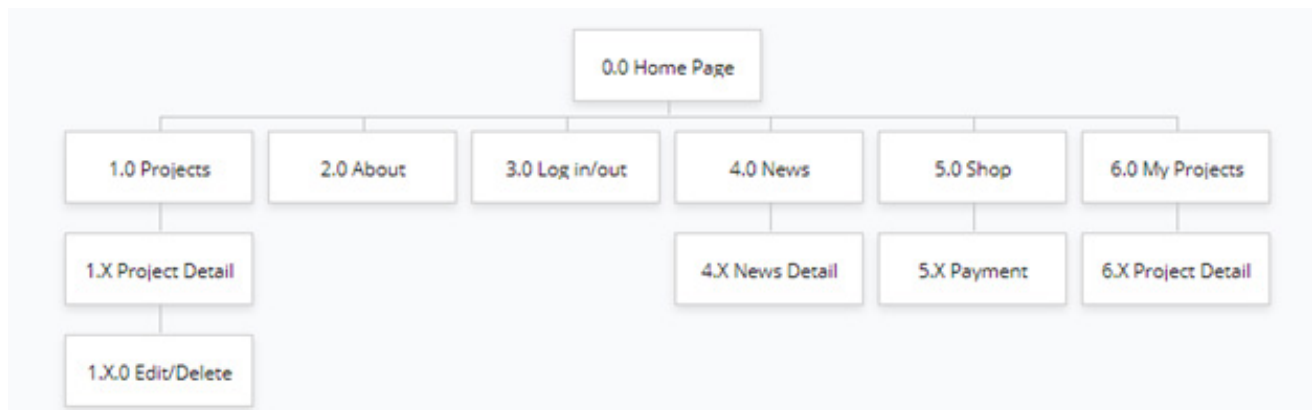 0.0 Home Page
1.0 Projects
2.0 About
3.0 Log in/out
4.0 News
5.0 Shop
6.0 My Projects
1.X Project Detail
4.X News Detail
5.X Payment
6.X Project Detail
1.X.0 Edit/Delete